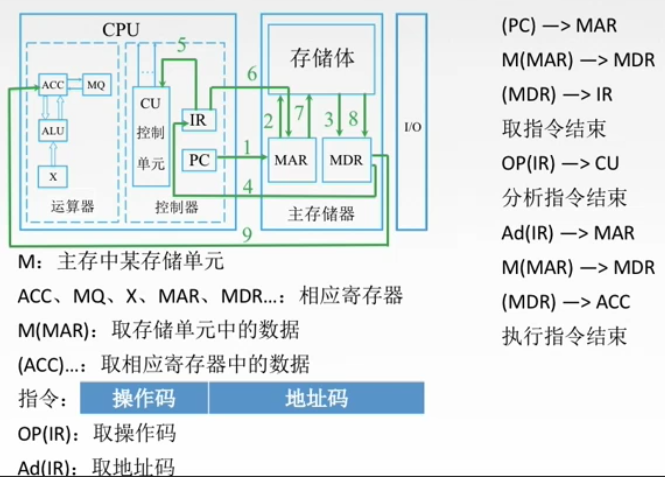 CPU
ACC
MQ
ALU
X
运算器
CU
控制
单元
IR
PC
控制器
存储体
MAR
MDR
主存储器
I/O
1
2
3
4
5
6
7
8
9
M：主存中某存储单元
ACC、MQ、X、MAR、MDR...：相应寄存器
M(MAR)：取存储单元中的数据
(ACC)...：取相应寄存器中的数据
指令： 操作码 地址码
OP(IR)：取操作码
Ad(IR)：取地址码
(PC) —> MAR
M(MAR) —> MDR
(MDR) —> IR
取指令结束
OP(IR) —> CU
分析指令结束
Ad(IR) —> MAR
M(MAR) —> MDR
(MDR) —> ACC
执行指令结束